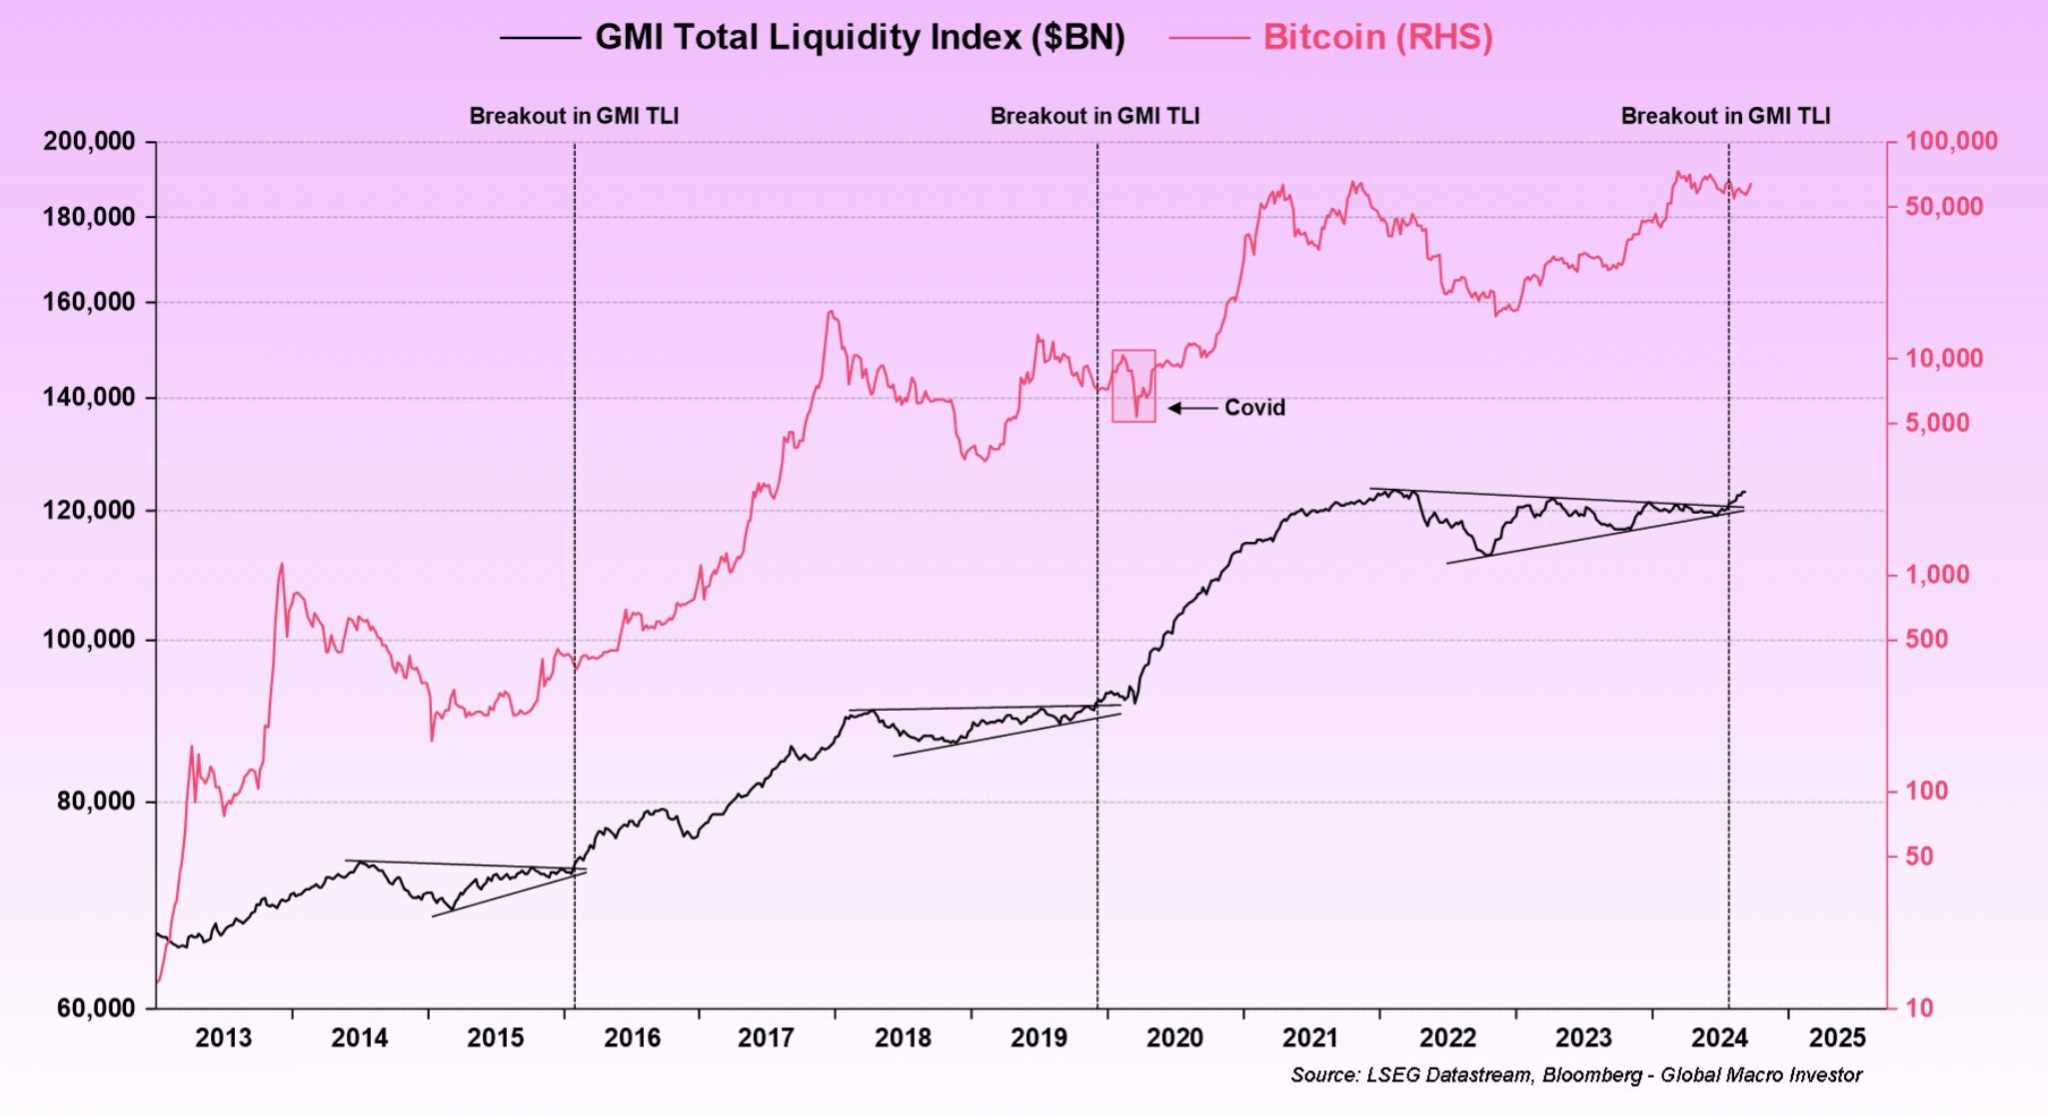 GMI Total Liquidity Index ($BN) Bitcoin (RHS)
Breakout in GMI TLI Breakout in GMI TLI Breakout in GMI TLI
200,000 100,000
180,000 50,000
160,000
10,000
140,000
Covid
5,000
120,000
1,000
100,000 500
80,000 100
50
60,000 10
2013 2014 2015 2016 2017 2018 2019 2020 2021 2022 2023 2024 2025
Source: LSEG Datastream, Bloomberg - Global Macro Investor